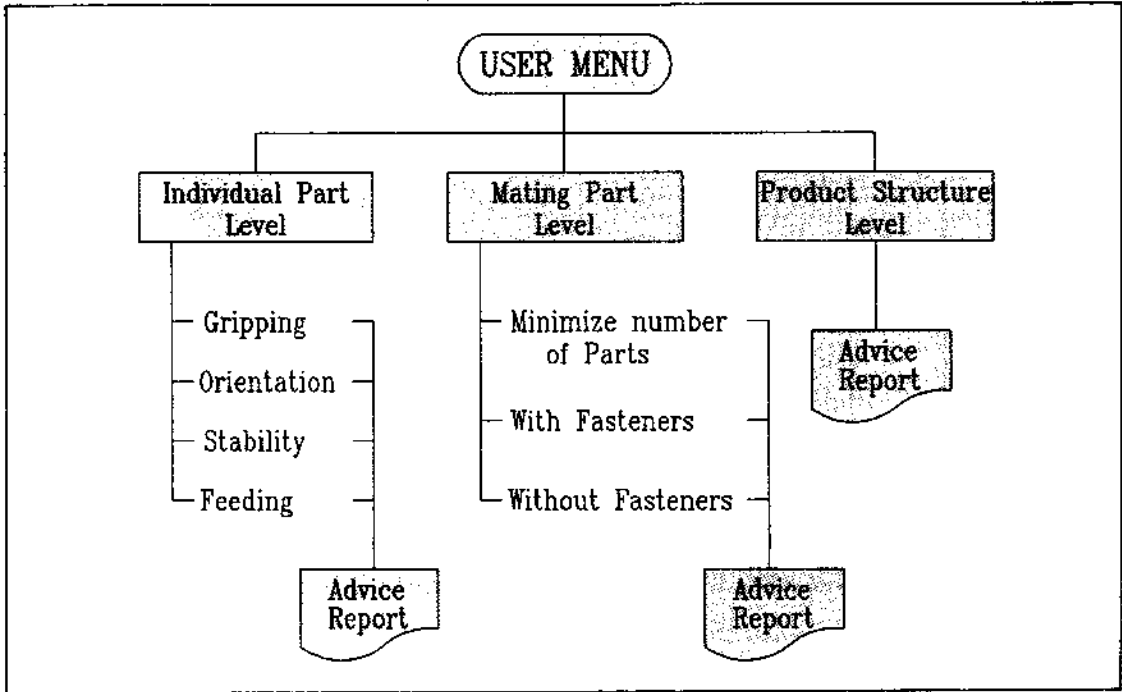 USER MENU
Individual Part
Level
Mating Part
Level
Product Structure
Level
Gripping
Orientation
Stability
Feeding
Advice
Report
Minimize number
of Parts
With Fasteners
Without Fasteners
Advice
Report
Advice
Report